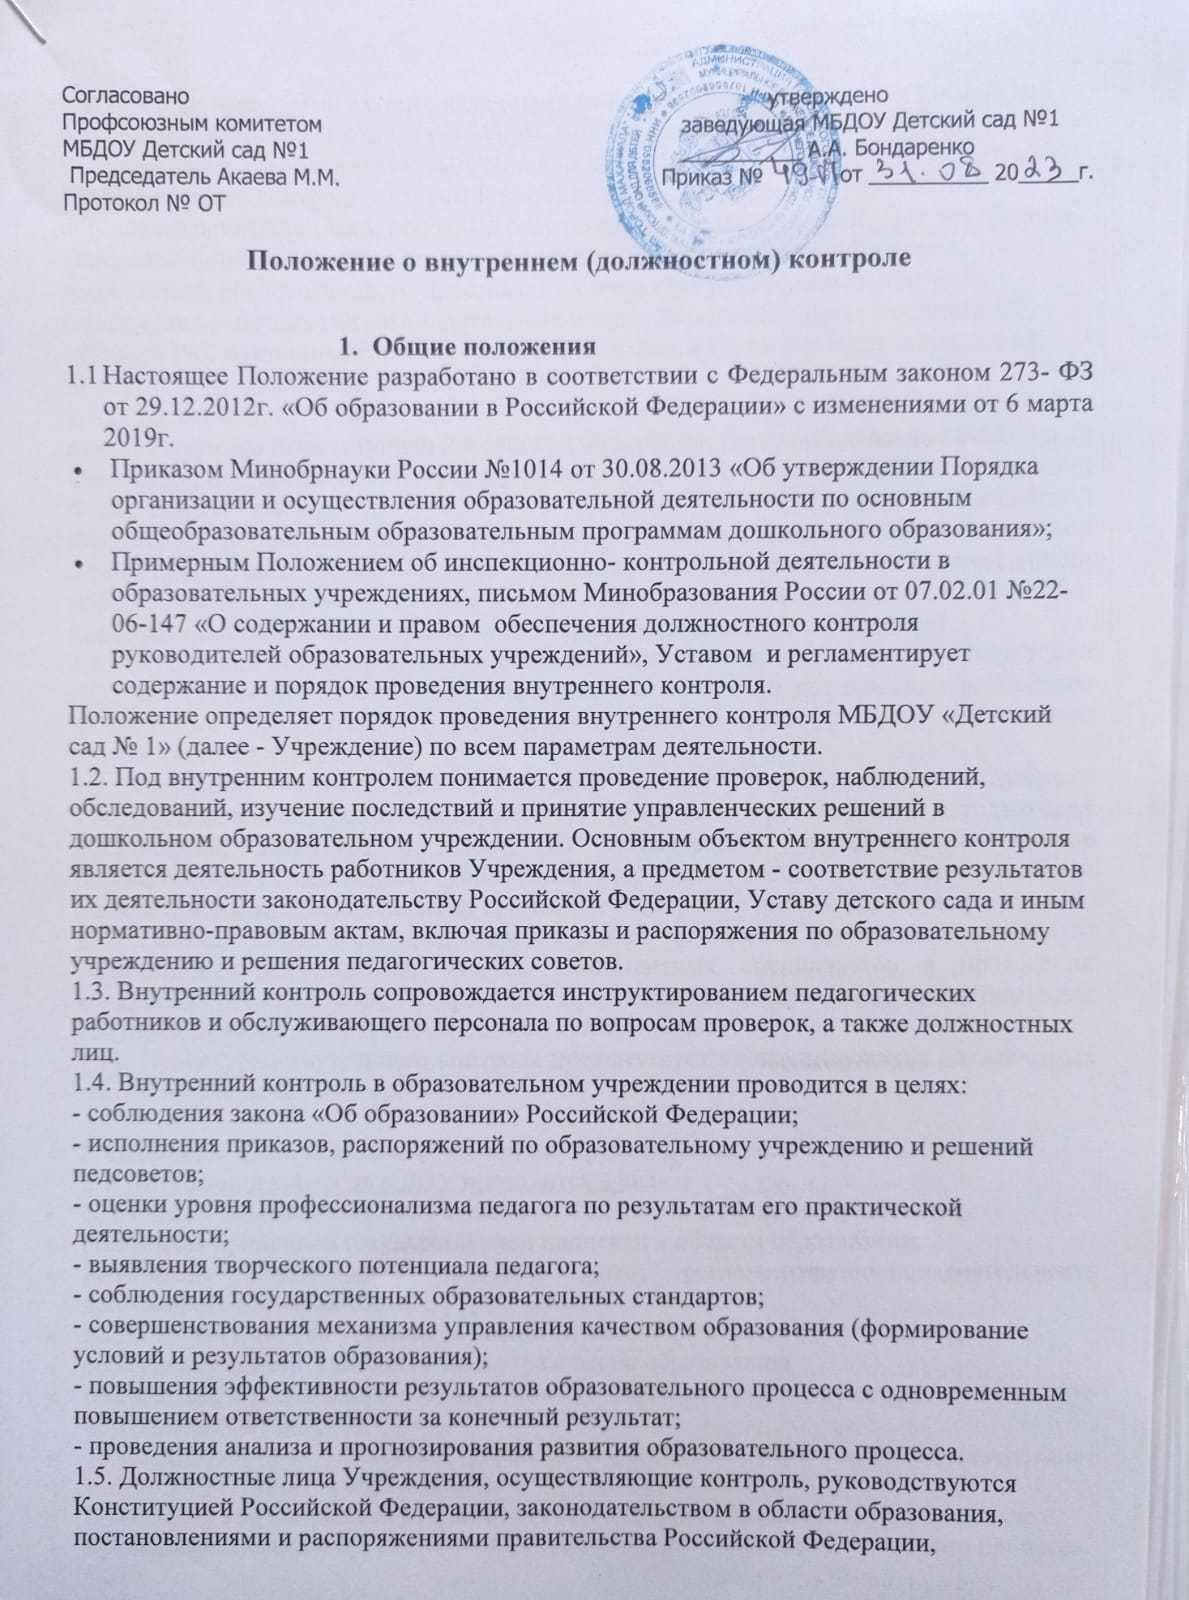 Согласовано
Профсоюзным комитетом
МБДОУ Детский сад №1
Председатель Акаева М.М.
Протокол № ОТ
утверждено
заведующая МБДОУ Детский сад №1
__________ А.А. Бондаренко
Приказ № 49-П от 31.08 2023г.
Положение о внутреннем (должностном) контроле
1. Общие положения
1.1 Настоящее Положение разработано в соответствии с Федеральным законом 273- ФЗ
от 29.12.2012г. «Об образовании в Российской Федерации» с изменениями от 6 марта
2019г.
• Приказом Минобрнауки России №1014 от 30.08.2013 «Об утверждении Порядка
организации и осуществления образовательной деятельности по основным
общеобразовательным образовательным программам дошкольного образования»;
• Примерным Положением об инспекционно- контрольной деятельности в
образовательных учреждениях, письмом Минобразования России от 07.02.01 №22-
06-147 «О содержании и правом обеспечения должностного контроля
руководителей образовательных учреждений», Уставом и регламентирует
содержание и порядок проведения внутреннего контроля.
Положение определяет порядок проведения внутреннего контроля МБДОУ «Детский
сад № 1» (далее - Учреждение) по всем параметрам деятельности.
1.2. Под внутренним контролем понимается проведение проверок, наблюдений,
обследований, изучение последствий и принятие управленческих решений в
дошкольном образовательном учреждении. Основным объектом внутреннего контроля
является деятельность работников Учреждения, а предметом - соответствие результатов
их деятельности законодательству Российской Федерации, Уставу детского сада и иным
нормативно-правовым актам, включая приказы и распоряжения по образовательному
учреждению и решения педагогических советов.
1.3. Внутренний контроль сопровождается инструктированием педагогических
работников и обслуживающего персонала по вопросам проверок, а также должностных
лиц.
1.4. Внутренний контроль в образовательном учреждении проводится в целях:
- соблюдения закона «Об образовании» Российской Федерации;
- исполнения приказов, распоряжений по образовательному учреждению и решений
педсоветов;
- оценки уровня профессионализма педагога по результатам его практической
деятельности;
- выявления творческого потенциала педагога;
- соблюдения государственных образовательных стандартов;
- совершенствования механизма управления качеством образования (формирование
условий и результатов образования);
- повышения эффективности результатов образовательного процесса с одновременным
повышением ответственности за конечный результат;
- проведения анализа и прогнозирования развития образовательного процесса.
1.5. Должностные лица Учреждения, осуществляющие контроль, руководствуются
Конституцией Российской Федерации, законодательством в области образования,
постановлениями и распоряжениями правительства Российской Федерации,